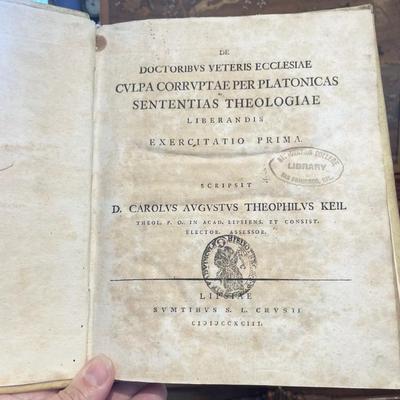 DE
DOCTORIBVS VETERIS ECCLESIAE
CVLPA CORRVPTAE PER PLATONICAS
SENTENTIAS THEOLOGIAE
LIBERANDIS
EXERCITATIO PRIMA.
LIBRARY
SCRIPSIT
D. CAROLVS AVGVSTVS THEOPHILVS KEIL
THEOL. P. O. IN ACAD. LIPSIENS. ET CONSIST.
ELECTOR. ASSESSOR.
LIPSIAE
SVMTIBVS S. L. CRVSII